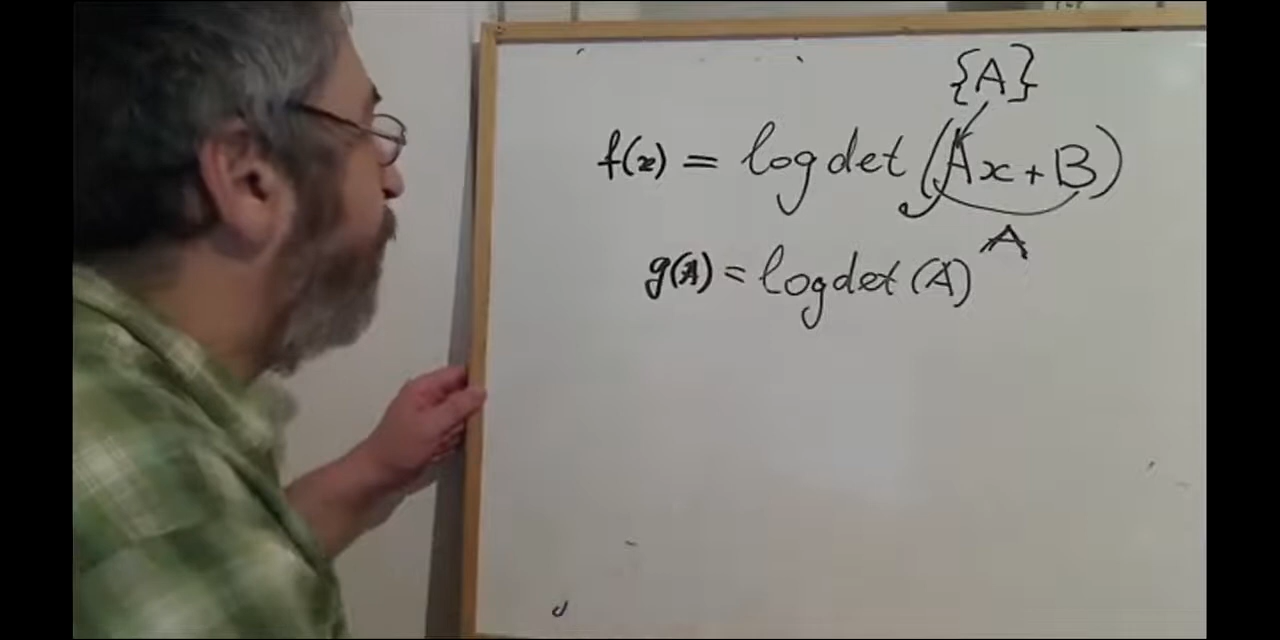 {A}
f(x) = log det (Ax + B)
A
g(A) = log det (A)